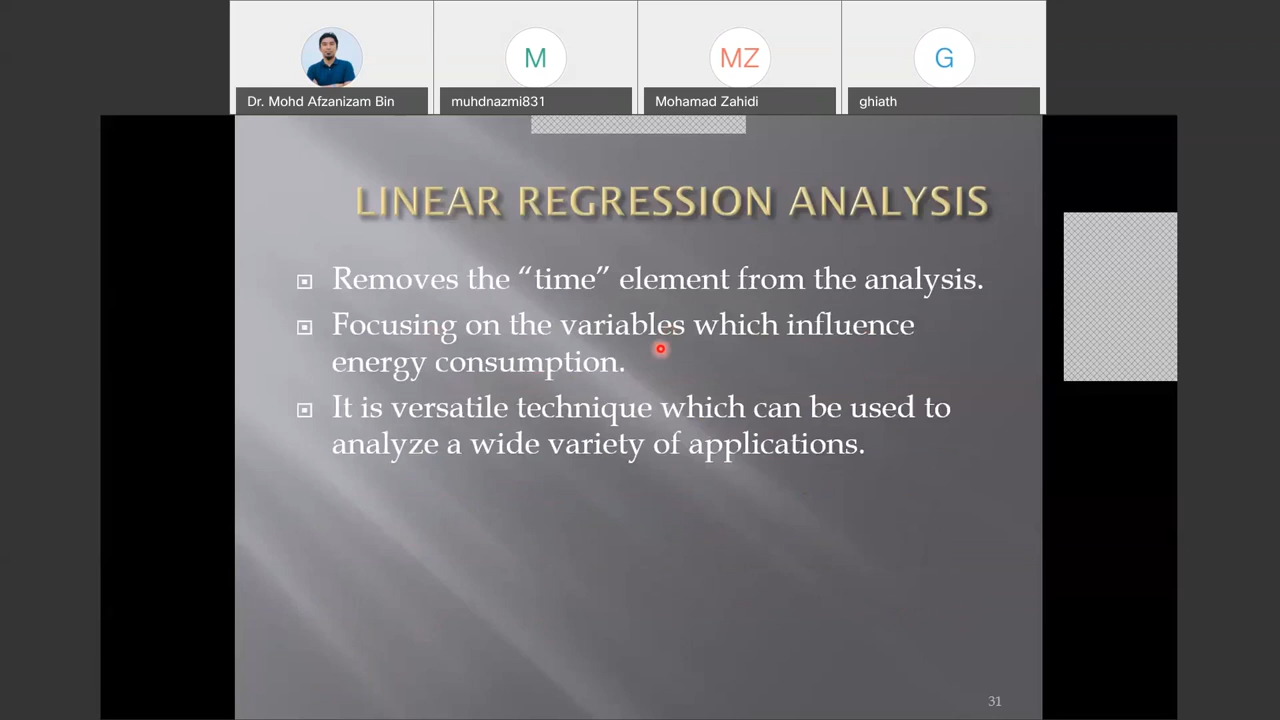 Dr. Mohd Afzanizam Bin
M
muhdnazmi831
MZ
Mohamad Zahidi
G
ghiath
LINEAR REGRESSION ANALYSIS
Removes the “time” element from the analysis.
Focusing on the variables which influence
energy consumption.
It is versatile technique which can be used to
analyze a wide variety of applications.
31